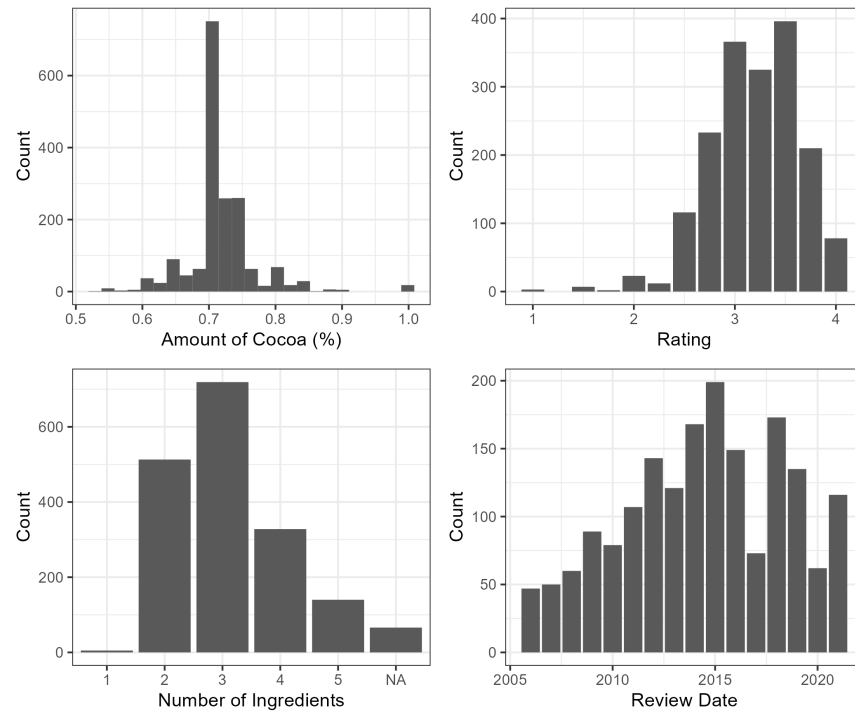 600
400
200
0
Count
0.5 0.6 0.7 0.8 0.9 1.0
Amount of Cocoa (%)
400
300
200
100
0
Count
1 2 3 4
Rating
600
400
200
0
Count
1 2 3 4 5 NA
Number of Ingredients
200
150
100
50
0
Count
2005 2010 2015 2020
Review Date